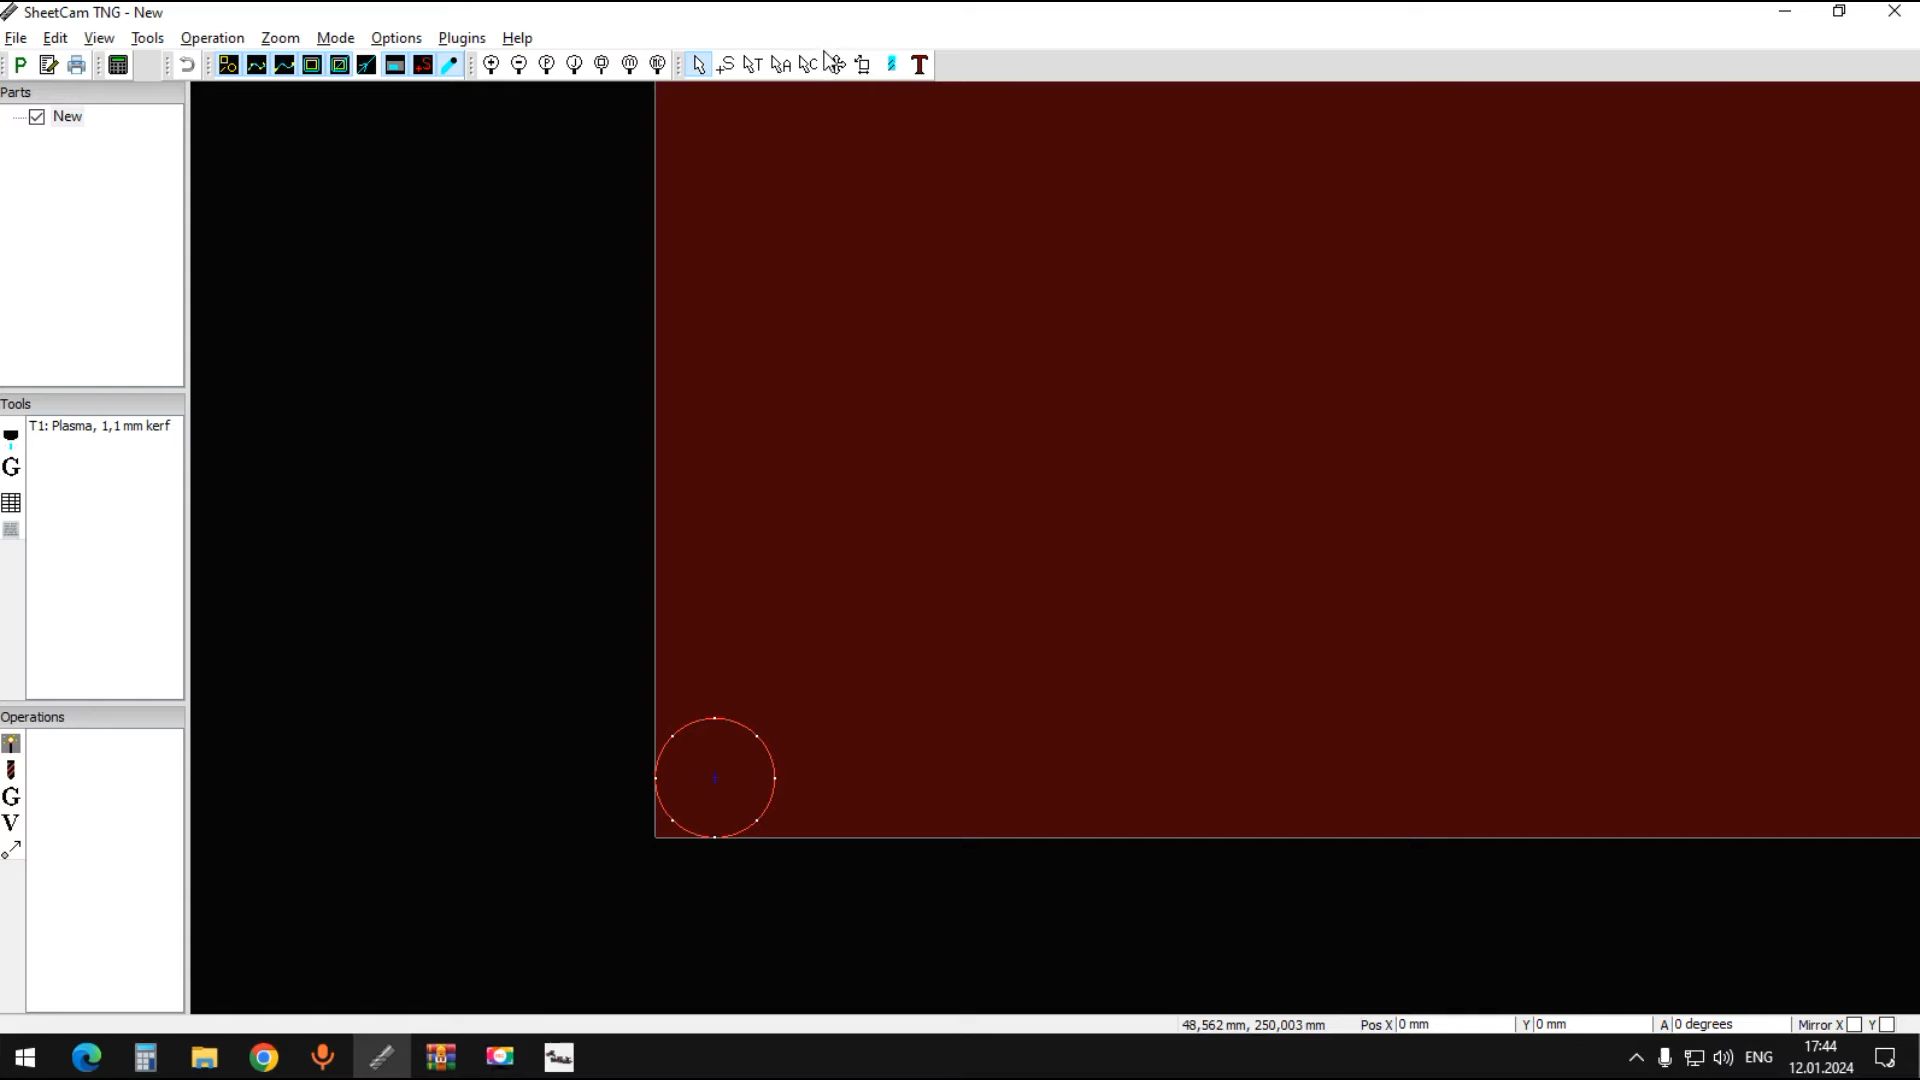 SheetCam TNG - New
File Edit View Tools Operation Zoom Mode Options Plugins Help
P S T A C T
Parts
New
Tools
T1: Plasma, 1,1 mm kerf
G
Operations
G
V
48,562 mm, 250,003 mm Pos X 0 mm Y 0 mm A 0 degrees Mirror X Y
ENG 17:44
12.01.2024